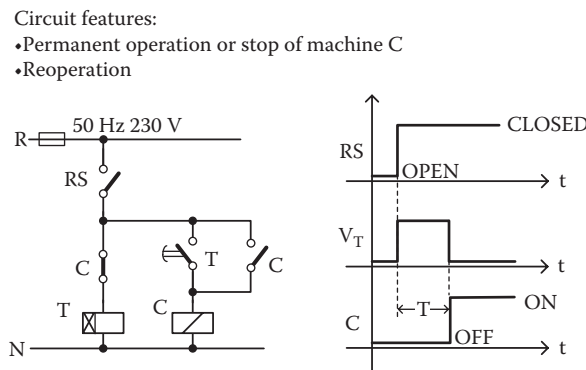 Circuit features:
•Permanent operation or stop of machine C
•Reoperation
R 50 Hz 230 V
RS
C T C
T C
N
RS CLOSED
OPEN
t
V_T
t
T
C ON
OFF
t